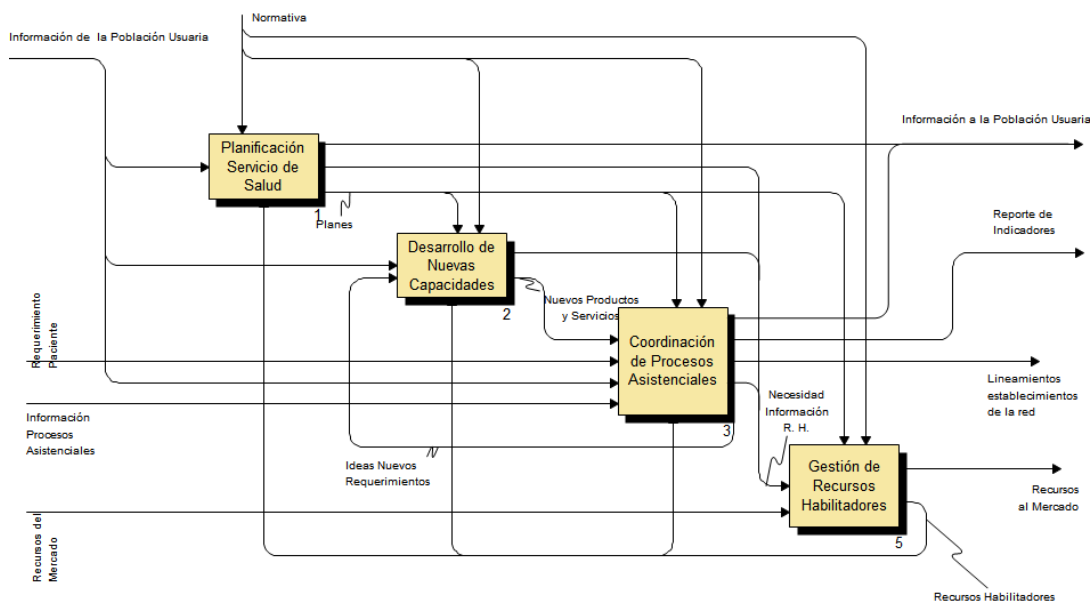 Normativa
Información de la Población Usuaria
Información a la Población Usuaria
Planificación
Servicio de
Salud
1
Planes
Reporte de
Indicadores
Desarrollo de
Nuevas
Capacidades
2
Nuevos Productos
y Servicios
Requerimiento
Paciente
Coordinación
de Procesos
Asistenciales
3
Lineamientos
establecimientos
de la red
Necesidad
Información
R. H.
Información
Procesos
Asistenciales
Ideas Nuevos
Requerimientos
Gestión de
Recursos
Habilitadores
5
Recursos
al Mercado
Recursos del
Mercado
Recursos Habilitadores